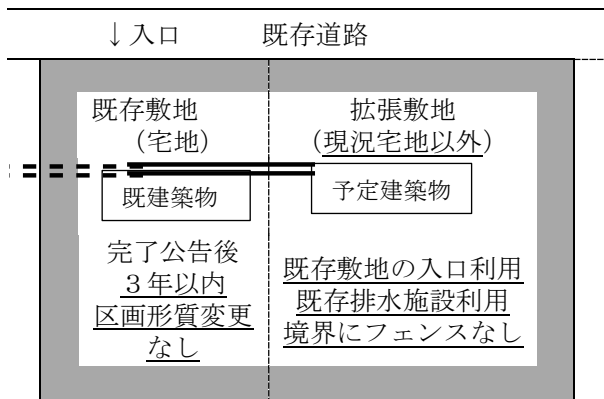 ↓入口
既存道路
既存敷地
（宅地）
拡張敷地
（現況宅地以外）
既建築物
予定建築物
完了公告後
３年以内
区画形質変更
なし
既存敷地の入口利用
既存排水施設利用
境界にフェンスなし